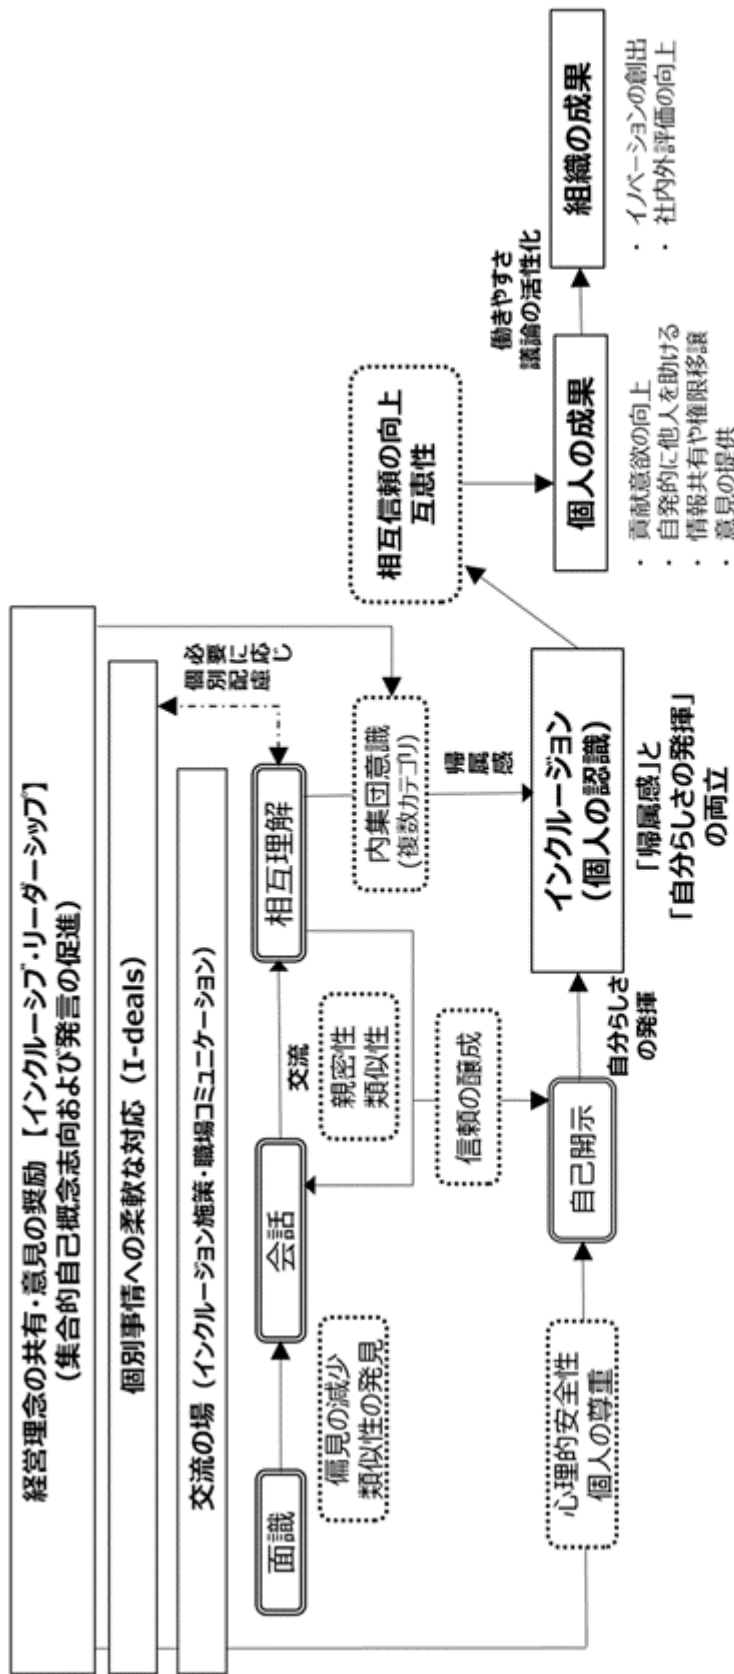 経営理念の共有・意見の奨励【インクルーシブ・リーダーシップ】
(集合的自己概念志向および発言の促進)
個別事情への柔軟な対応 (I-deals)
交流の場 (インクルージョン施策・職場コミュニケーション)
面識
会話
交流
相互理解
必要に応じ
個別配慮
偏見の減少
類似性の発見
親密性
類似性
内集団意識
(複数カテゴリ)
帰属感
信頼の醸成
心理的安全性
個人の尊重
自己開示
自分らしさ
の発揮
インクルージョン
(個人の認識)
「帰属感」と
「自分らしさの発揮」
の両立
相互信頼の向上
互恵性
個人の成果
・ 貢献意欲の向上
・ 自発的に他人を助ける
・ 情報共有や権限移譲
・ 意見の提供
働きやすさ
議論の活性化
組織の成果
・ イノベーションの創出
・ 社内外評価の向上